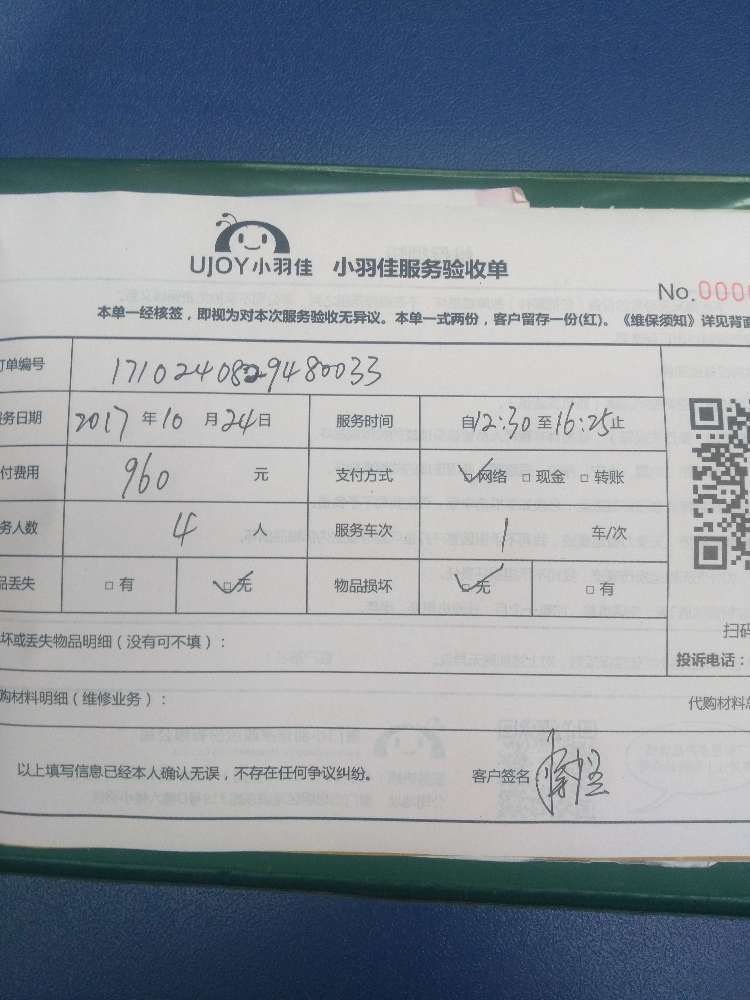 UJOY小羽佳 小羽佳服务验收单
No.000
本单一经核签，即视为对本次服务验收无异议。本单一式两份，客户留存一份(红)。《维保须知》详见背面
订单编号 1710240829480033
务日期 2017 年 10 月 24 日 服务时间 自 12:30 至 16:25 止
付费用 960 元 支付方式 □网络 □现金 □转账
务人数 4 人 服务车次 1 车/次
品丢失 □有 □无 物品损坏 □无 □有
扫码
坏或丢失物品明细（没有可不填）：
投诉电话：
购材料明细（维修业务）：
代购材料总
以上填写信息已经本人确认无误，不存在任何争议纠纷。 客户签名